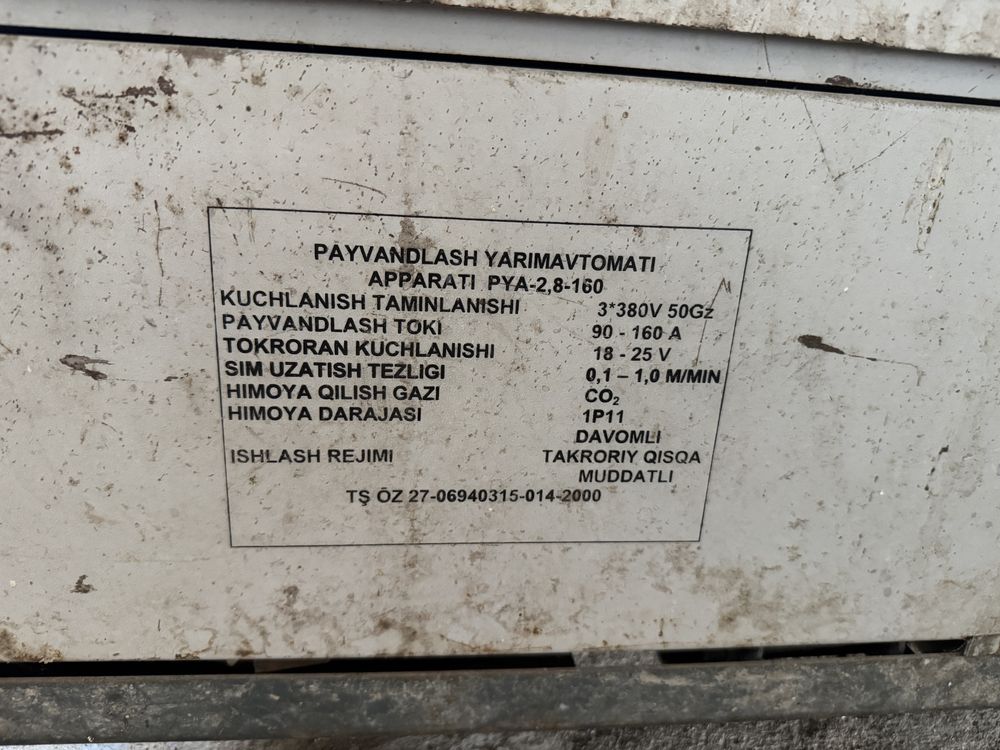 PAYVANDLASH YARIMAVTOMATI
APPARATI PYA-2,8-160
KUCHLANISH TAMINLANISHI 3*380V 50Gz
PAYVANDLASH TOKI 90 - 160 A
TOKRORAN KUCHLANISHI 18 - 25 V
SIM UZATISH TEZLIGI 0,1 – 1,0 M/MIN
HIMOYA QILISH GAZI CO₂
HIMOYA DARAJASI 1P11
DAVOMLI
ISHLASH REJIMI TAKRORIY QISQA
MUDDATLI
TŞ ÖZ 27-06940315-014-2000